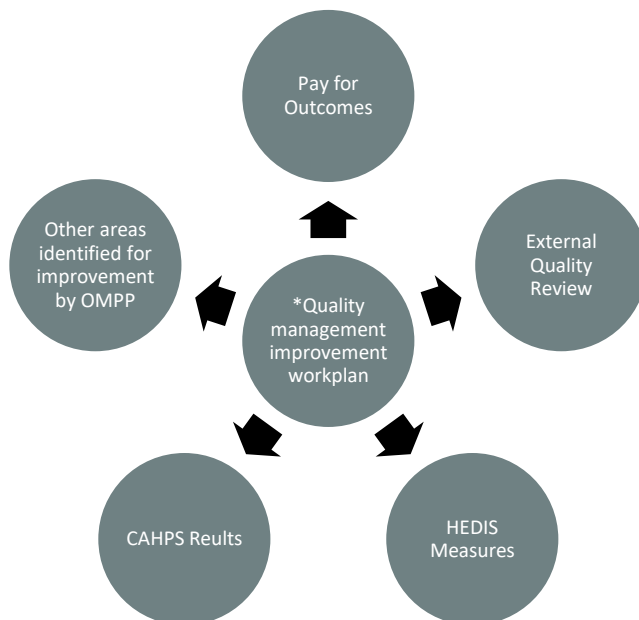 Pay for
Outcomes
Other areas
identified for
improvement
by OMPP
External
Quality
Review
*Quality
management
improvement
workplan
CAHPS Reults
HEDIS
Measures